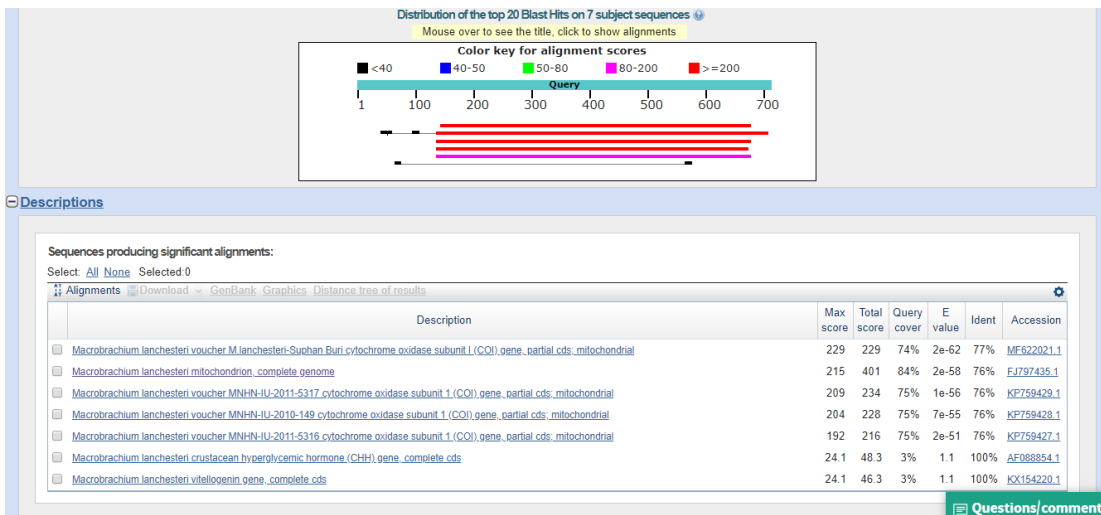 Distribution of the top 20 Blast Hits on 7 subject sequences
Mouse over to see the title, click to show alignments
Color key for alignment scores
<40 40-50 50-80 80-200 >=200
Query
1 100 200 300 400 500 600 700
Descriptions
Sequences producing significant alignments:
Select: All None Selected:0
Alignments Download GenBank Graphics Distance tree of results
Description Max score Total score Query cover E value Ident Accession
Macrobrachium lanchesteri voucher M.lanchesteri-Suphan Buri cytochrome oxidase subunit I (COI) gene, partial cds; mitochondrial 229 229 74% 2e-62 77% MF622021.1
Macrobrachium lanchesteri mitochondrion, complete genome 215 401 84% 2e-58 76% FJ797435.1
Macrobrachium lanchesteri voucher MNHN-IU-2011-5317 cytochrome oxidase subunit 1 (COI) gene, partial cds; mitochondrial 209 234 75% 1e-56 76% KP759429.1
Macrobrachium lanchesteri voucher MNHN-IU-2010-149 cytochrome oxidase subunit 1 (COI) gene, partial cds; mitochondrial 204 228 75% 7e-55 76% KP759428.1
Macrobrachium lanchesteri voucher MNHN-IU-2011-5316 cytochrome oxidase subunit 1 (COI) gene, partial cds; mitochondrial 192 216 75% 2e-51 76% KP759427.1
Macrobrachium lanchesteri crustacean hyperglycemic hormone (CHH) gene, complete cds 24.1 48.3 3% 1.1 100% AF088854.1
Macrobrachium lanchesteri vitellogenin gene, complete cds 24.1 46.3 3% 1.1 100% KX154220.1
Questions/comment